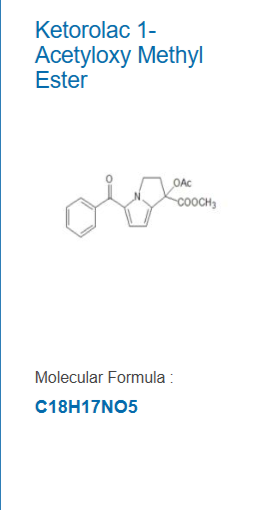 Ketorolac 1-
Acetyloxy Methyl
Ester
O
OAc
N
COOCH3
Molecular Formula :
C18H17NO5